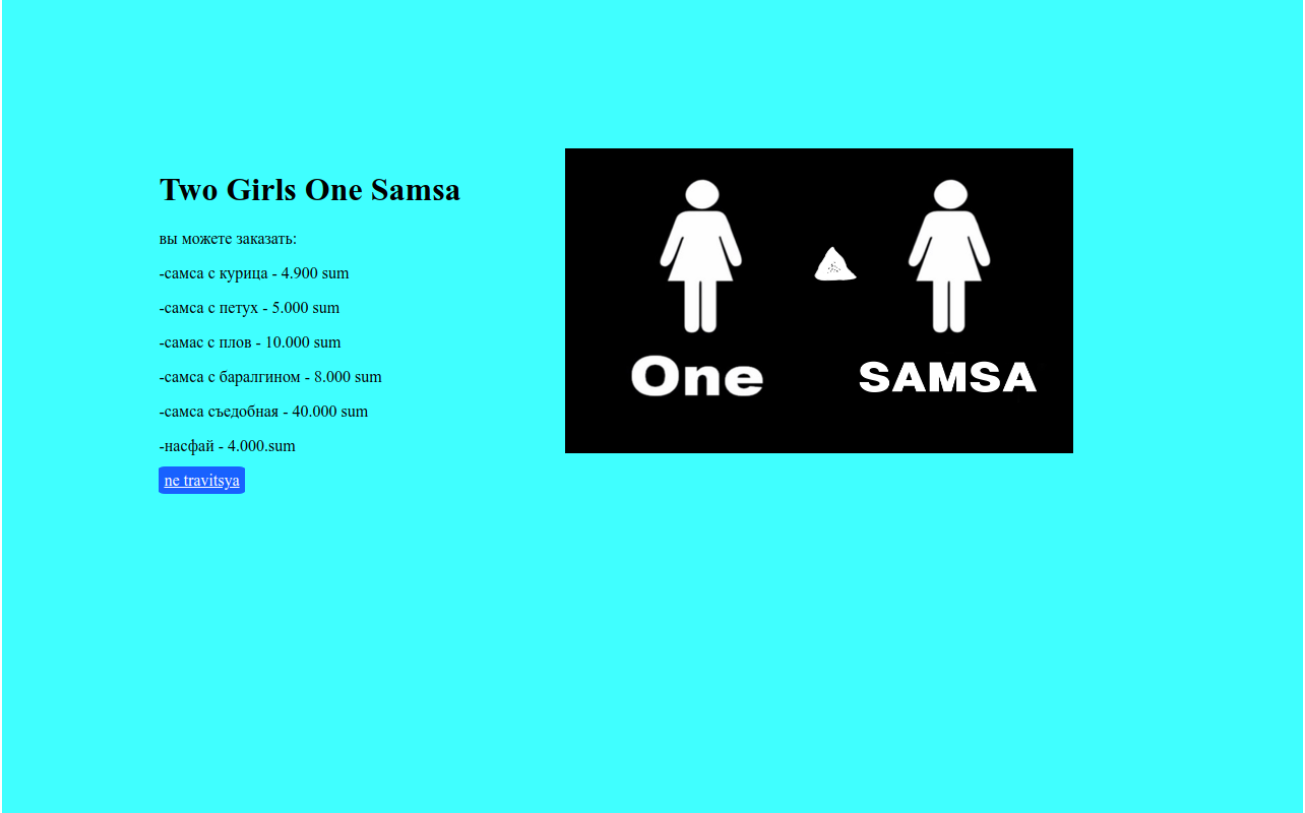 Two Girls One Samsa
вы можете заказать:
-самса с курица - 4.900 sum
-самса с петух - 5.000 sum
-самас с плов - 10.000 sum
-самса с баралгином - 8.000 sum
-самса съедобная - 40.000 sum
-насфай - 4.000.sum
ne travitsya
One SAMSA